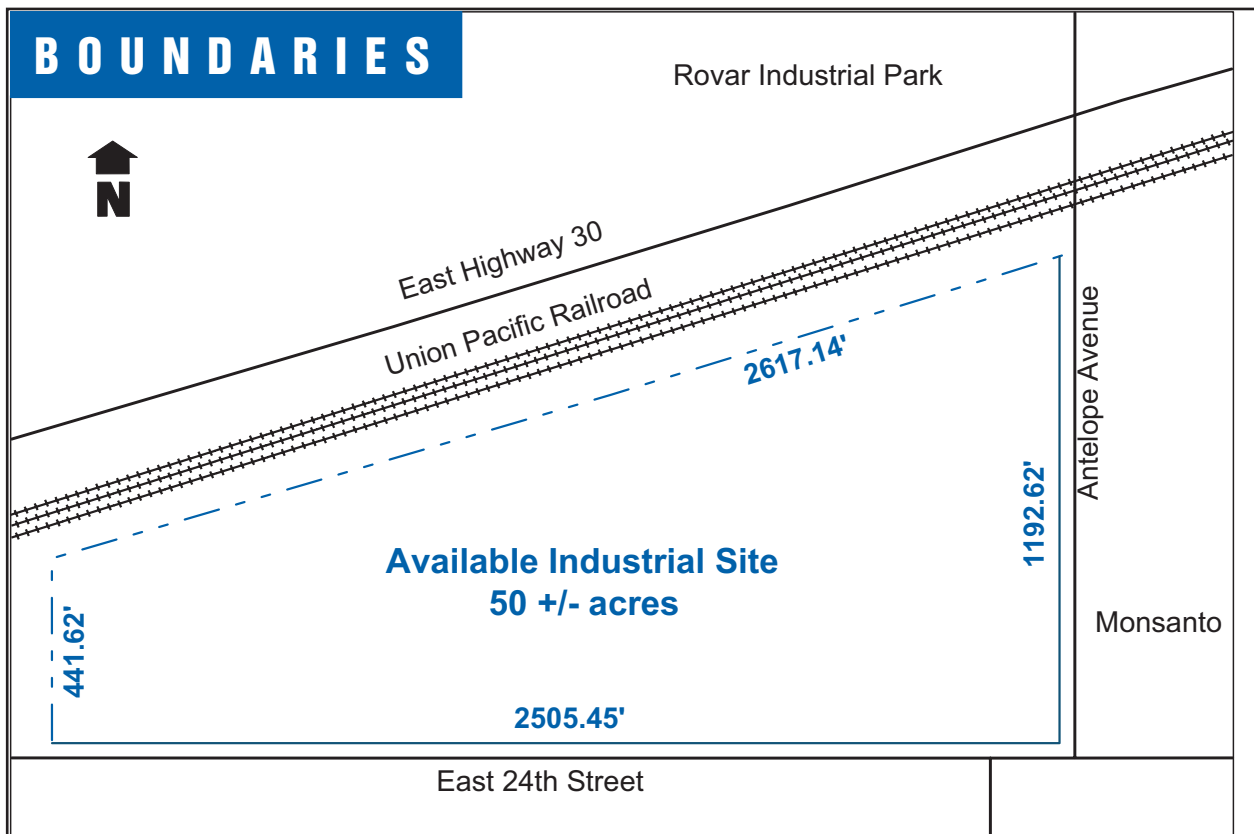 BOUNDARIES
Rovar Industrial Park
N
East Highway 30
Union Pacific Railroad
2617.14'
Antelope Avenue
1192.62'
Available Industrial Site
50 +/- acres
441.62'
Monsanto
2505.45'
East 24th Street